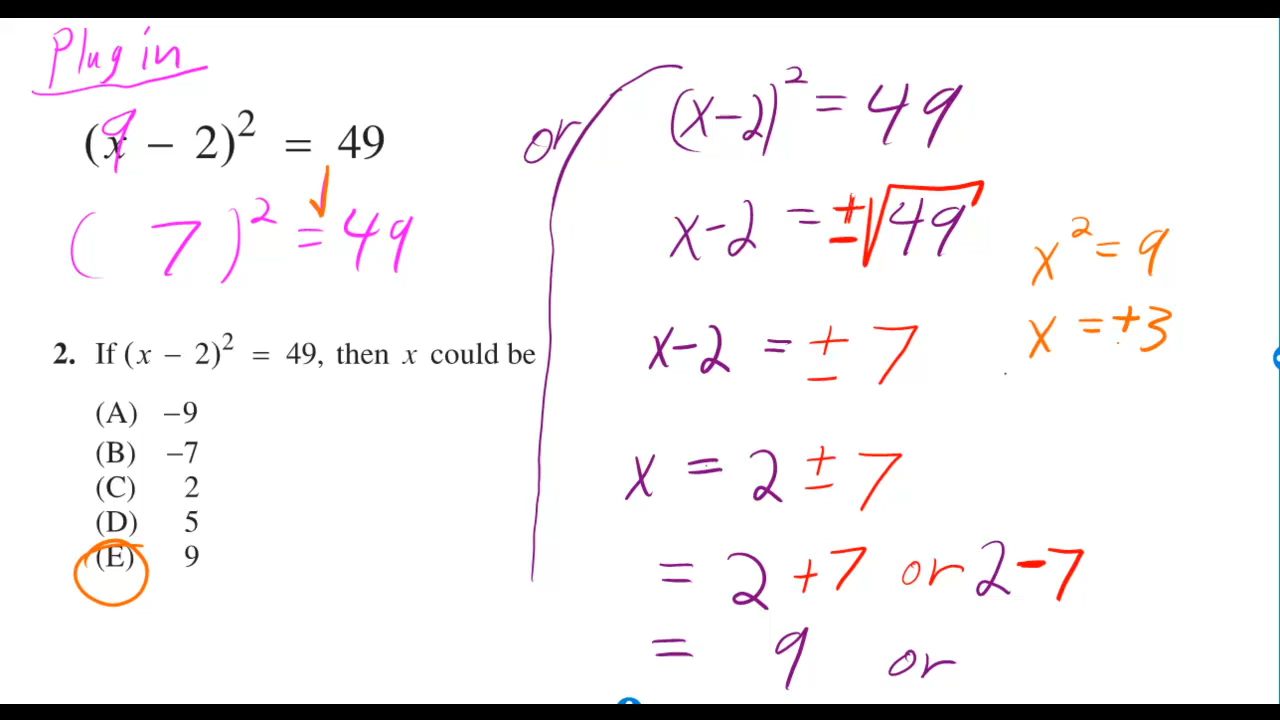 Plug in
(x − 2)² = 49
9
( 7 )² = 49
2. If (x − 2)² = 49, then x could be
(A) −9
(B) −7
(C) 2
(D) 5
(E) 9
or
(x−2)² = 49
x−2 = ±√49
x−2 = ± 7
x = 2 ± 7
= 2 + 7 or 2 − 7
= 9 or
x² = 9
x = +3